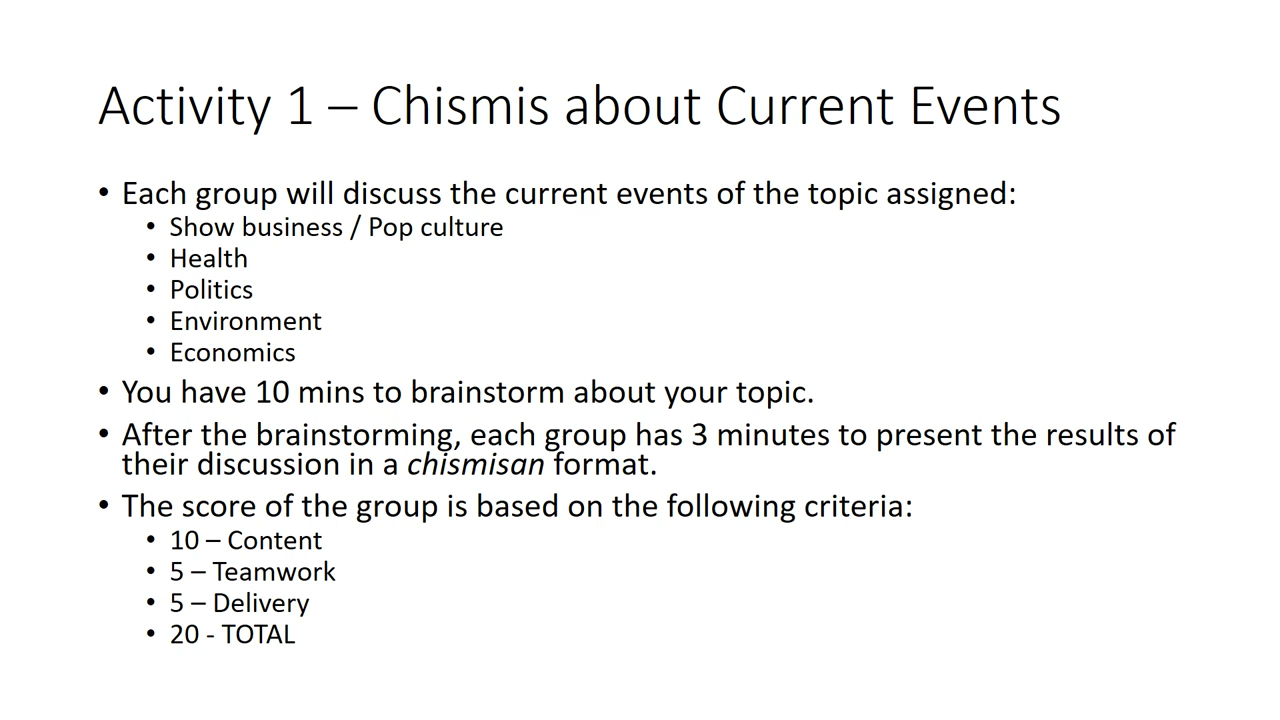 Activity 1 – Chismis about Current Events
• Each group will discuss the current events of the topic assigned:
• Show business / Pop culture
• Health
• Politics
• Environment
• Economics
• You have 10 mins to brainstorm about your topic.
• After the brainstorming, each group has 3 minutes to present the results of
their discussion in a chismisan format.
• The score of the group is based on the following criteria:
• 10 – Content
• 5 – Teamwork
• 5 – Delivery
• 20 - TOTAL